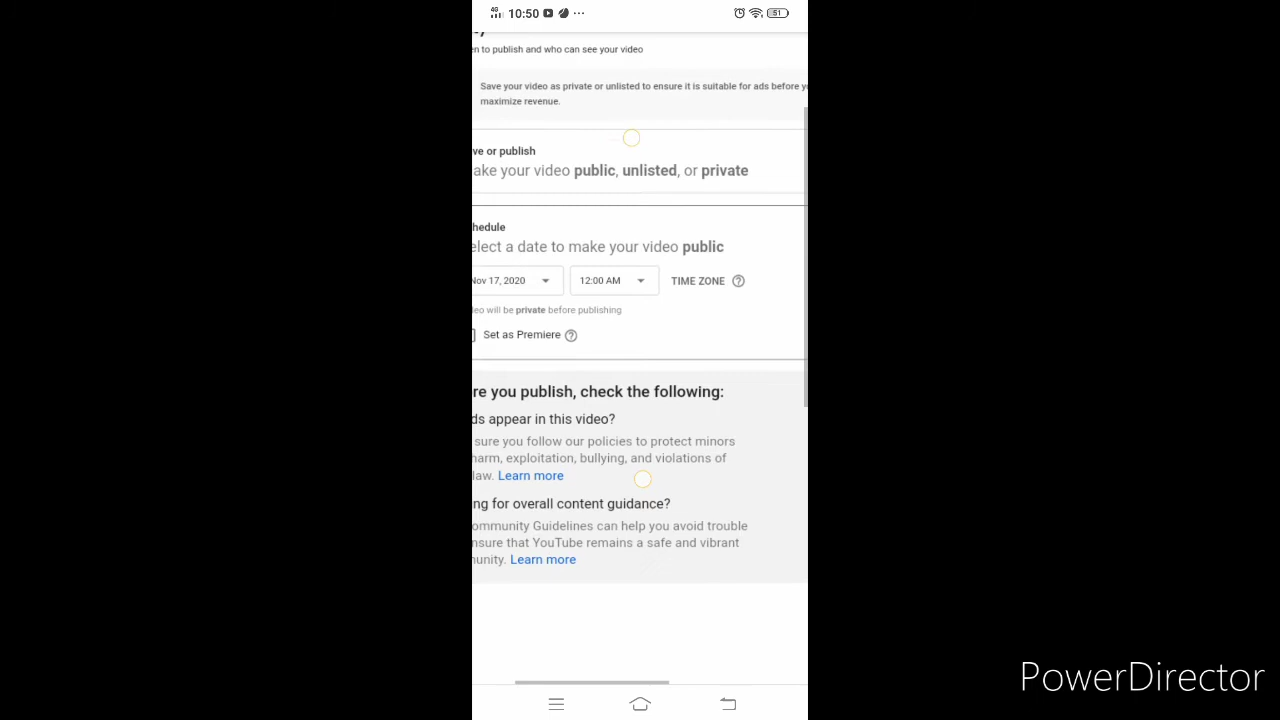 4G 10:50 ... 51
en to publish and who can see your video
Save your video as private or unlisted to ensure it is suitable for ads before yo
maximize revenue.
ve or publish
ake your video public, unlisted, or private
hedule
elect a date to make your video public
Nov 17, 2020 12:00 AM TIME ZONE ?
deo will be private before publishing
Set as Premiere ?
re you publish, check the following:
ds appear in this video?
sure you follow our policies to protect minors
harm, exploitation, bullying, and violations of
law. Learn more
ng for overall content guidance?
ommunity Guidelines can help you avoid trouble
nsure that YouTube remains a safe and vibrant
munity. Learn more
PowerDirector